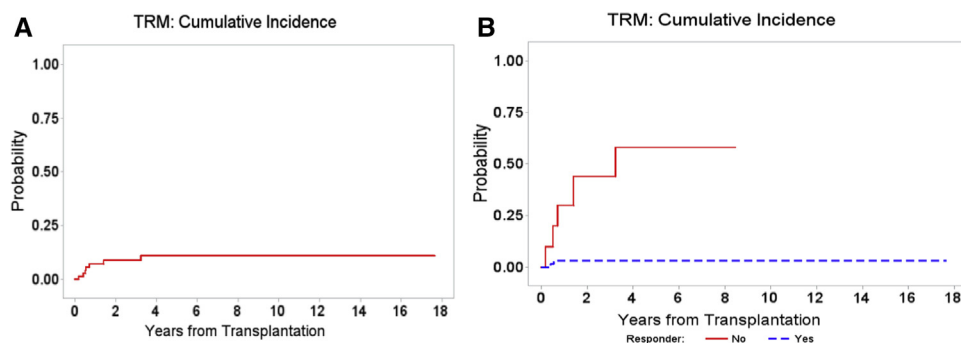 A
TRM: Cumulative Incidence
1.00
0.75
0.50
0.25
0.00
Probability
0 2 4 6 8 10 12 14 16 18
Years from Transplantation
B
TRM: Cumulative Incidence
1.00
0.75
0.50
0.25
0.00
Probability
0 2 4 6 8 10 12 14 16 18
Years from Transplantation
Responder: No Yes